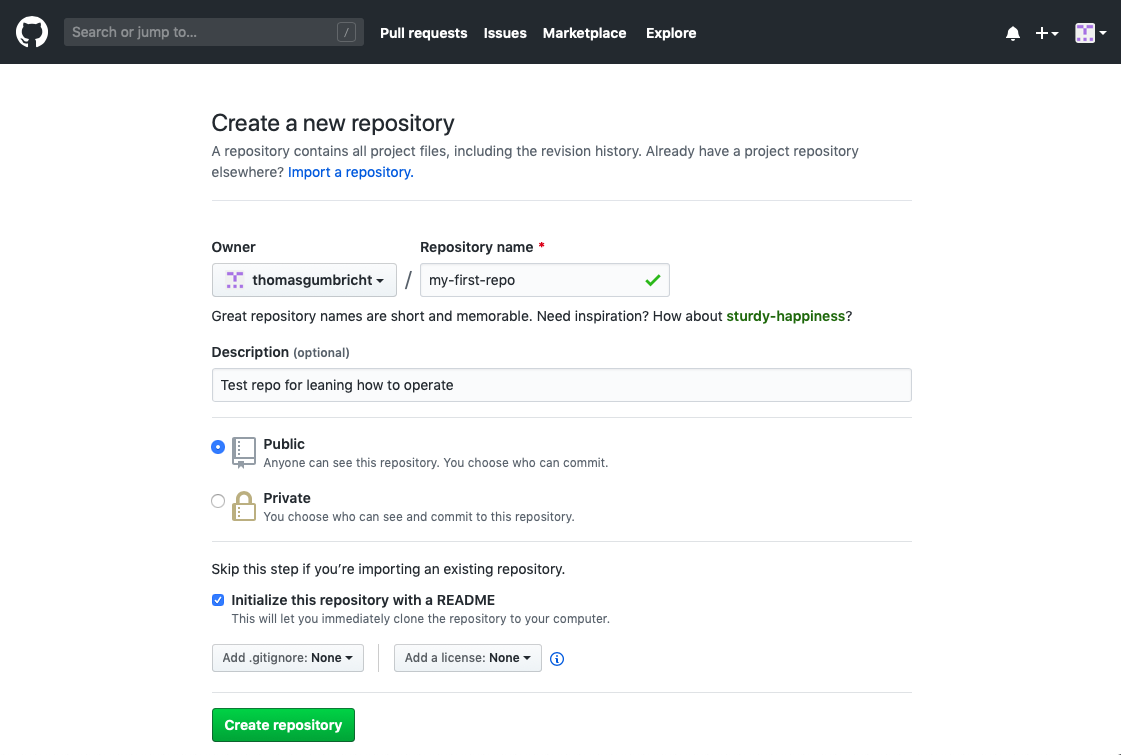 Search or jump to... /
Pull requests Issues Marketplace Explore
Create a new repository
A repository contains all project files, including the revision history. Already have a project repository
elsewhere? Import a repository.
Owner
Repository name *
thomasgumbricht / my-first-repo
Great repository names are short and memorable. Need inspiration? How about sturdy-happiness?
Description (optional)
Test repo for leaning how to operate
Public
Anyone can see this repository. You choose who can commit.
Private
You choose who can see and commit to this repository.
Skip this step if you’re importing an existing repository.
Initialize this repository with a README
This will let you immediately clone the repository to your computer.
Add .gitignore: None
Add a license: None
Create repository